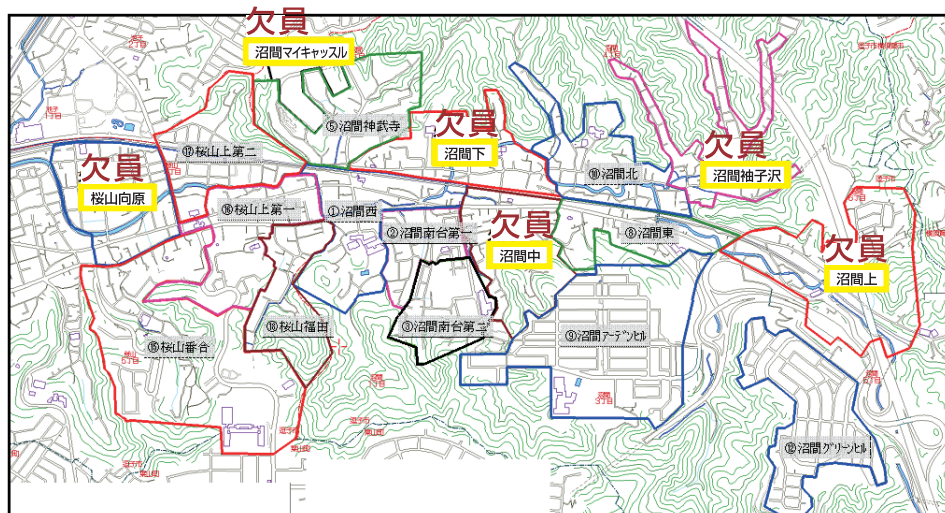 欠員
沼間マイキャッスル
⑤沼間神武寺
欠員
沼間下
⑰桜山上第二
欠員
桜山向原
⑩沼間北
欠員
沼間袖子沢
⑯桜山上第一
①沼間西
②沼間南台第一
欠員
沼間中
⑧沼間東
欠員
沼間上
⑱桜山福田
③沼間南台第二
⑨沼間アーデンヒル
⑮桜山番合
⑫沼間グリーンヒル